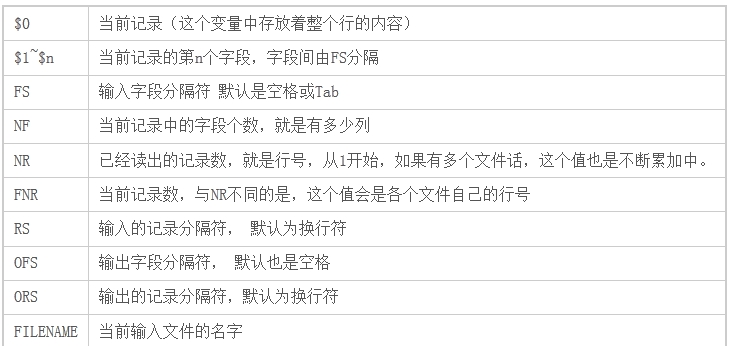 $0 当前记录（这个变量中存放着整个行的内容）
$1~$n 当前记录的第n个字段，字段间由FS分隔
FS 输入字段分隔符 默认是空格或Tab
NF 当前记录中的字段个数，就是有多少列
NR 已经读出的记录数，就是行号，从1开始，如果有多个文件话，这个值也是不断累加中。
FNR 当前记录数，与NR不同的是，这个值会是各个文件自己的行号
RS 输入的记录分隔符， 默认为换行符
OFS 输出字段分隔符， 默认也是空格
ORS 输出的记录分隔符，默认为换行符
FILENAME 当前输入文件的名字